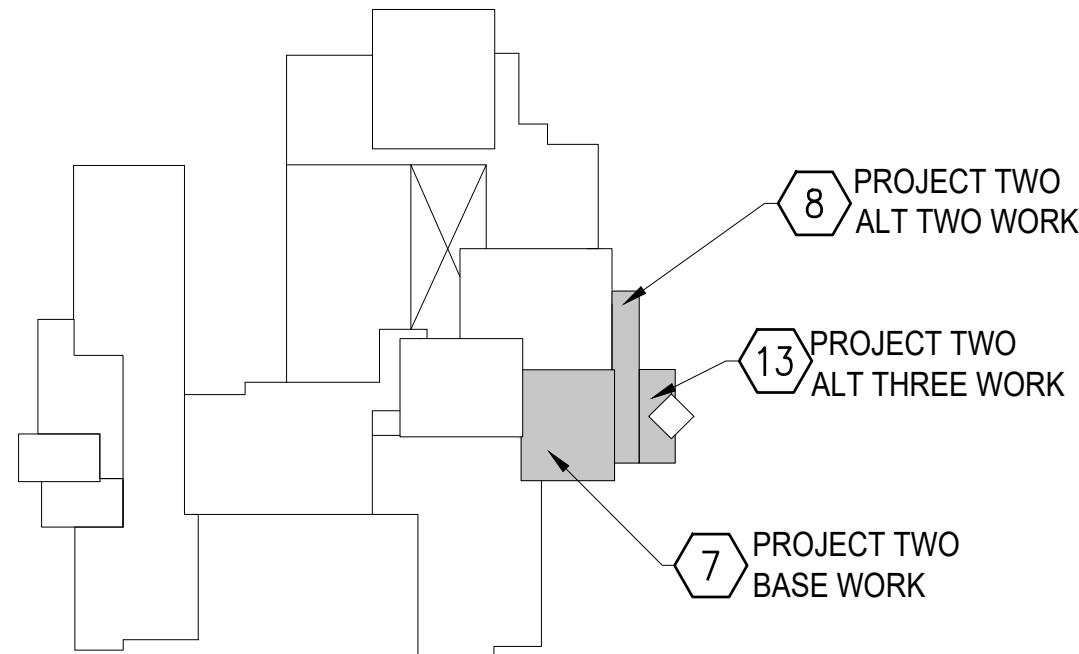 8
PROJECT TWO
ALT TWO WORK
13
PROJECT TWO
ALT THREE WORK
7
PROJECT TWO
BASE WORK